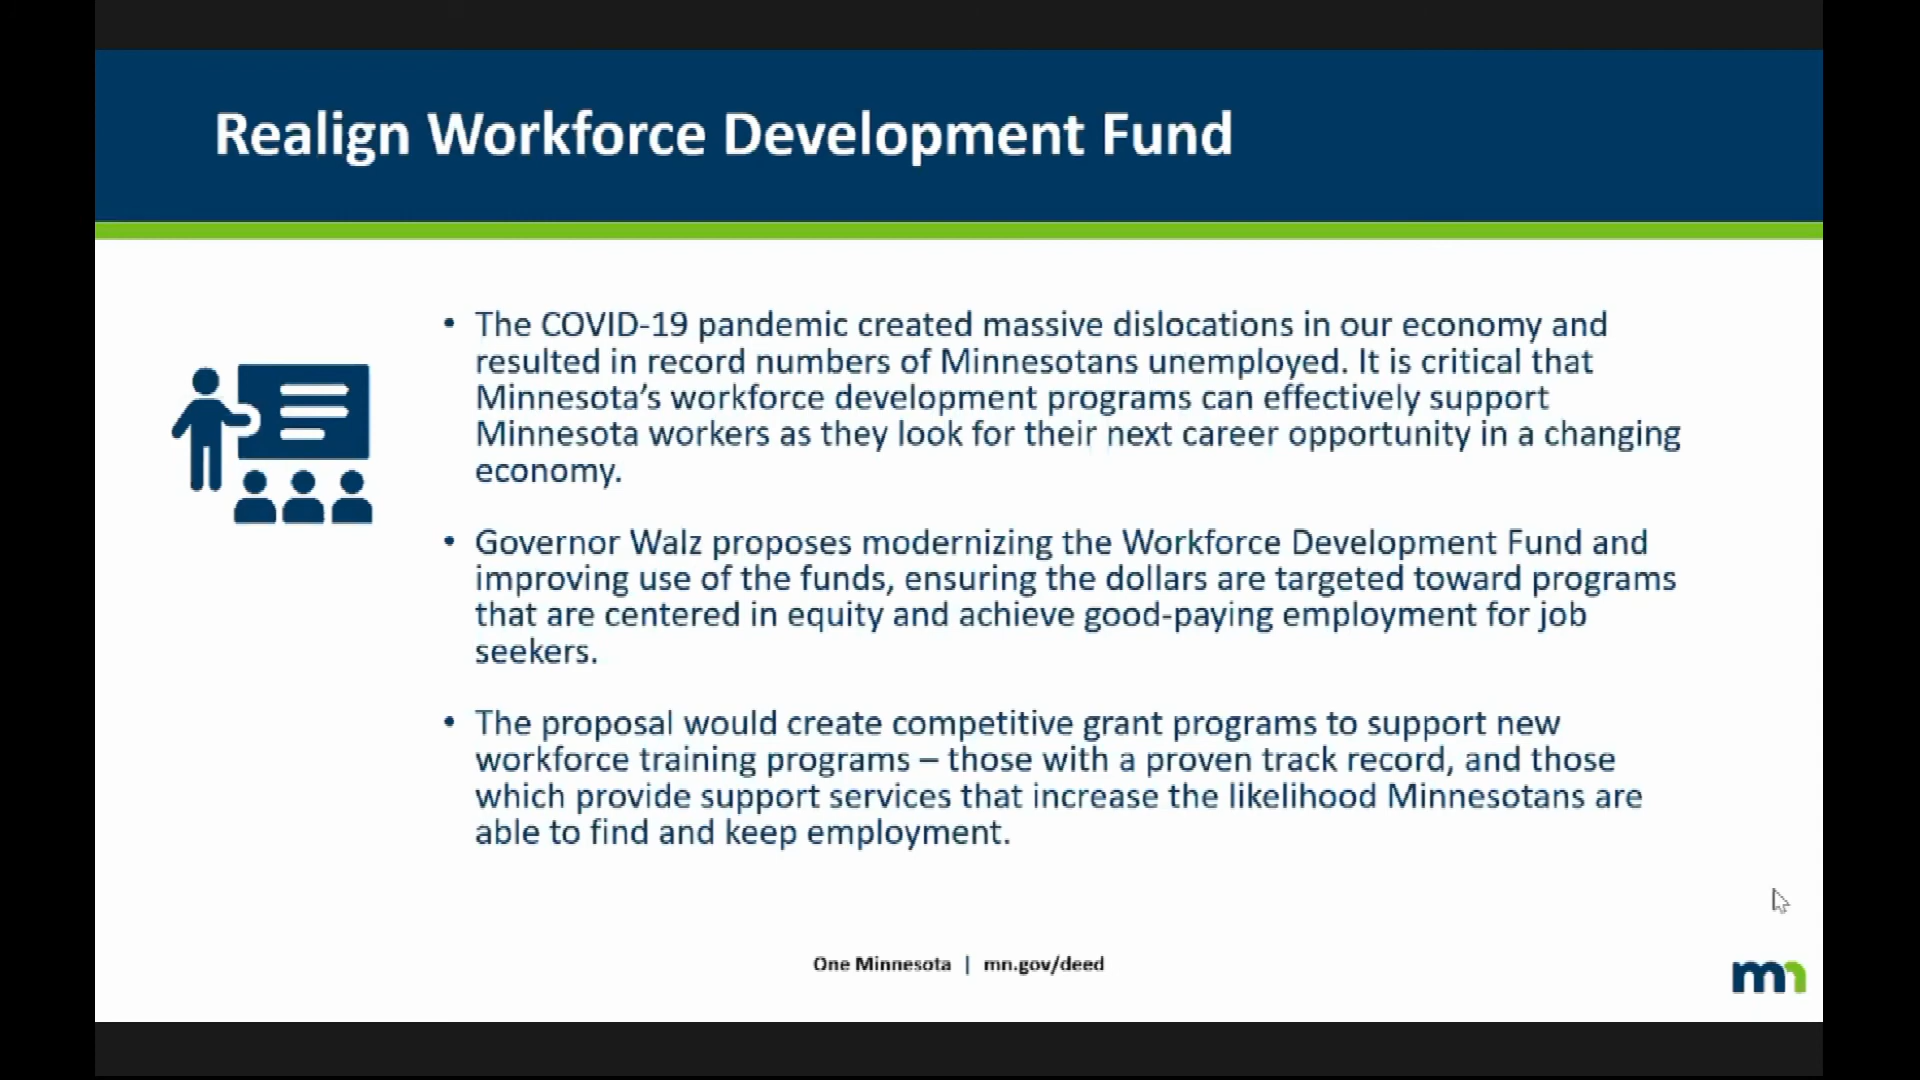 Realign Workforce Development Fund
• The COVID-19 pandemic created massive dislocations in our economy and
resulted in record numbers of Minnesotans unemployed. It is critical that
Minnesota’s workforce development programs can effectively support
Minnesota workers as they look for their next career opportunity in a changing
economy.
• Governor Walz proposes modernizing the Workforce Development Fund and
improving use of the funds, ensuring the dollars are targeted toward programs
that are centered in equity and achieve good-paying employment for job
seekers.
• The proposal would create competitive grant programs to support new
workforce training programs – those with a proven track record, and those
which provide support services that increase the likelihood Minnesotans are
able to find and keep employment.
One Minnesota | mn.gov/deed
mn